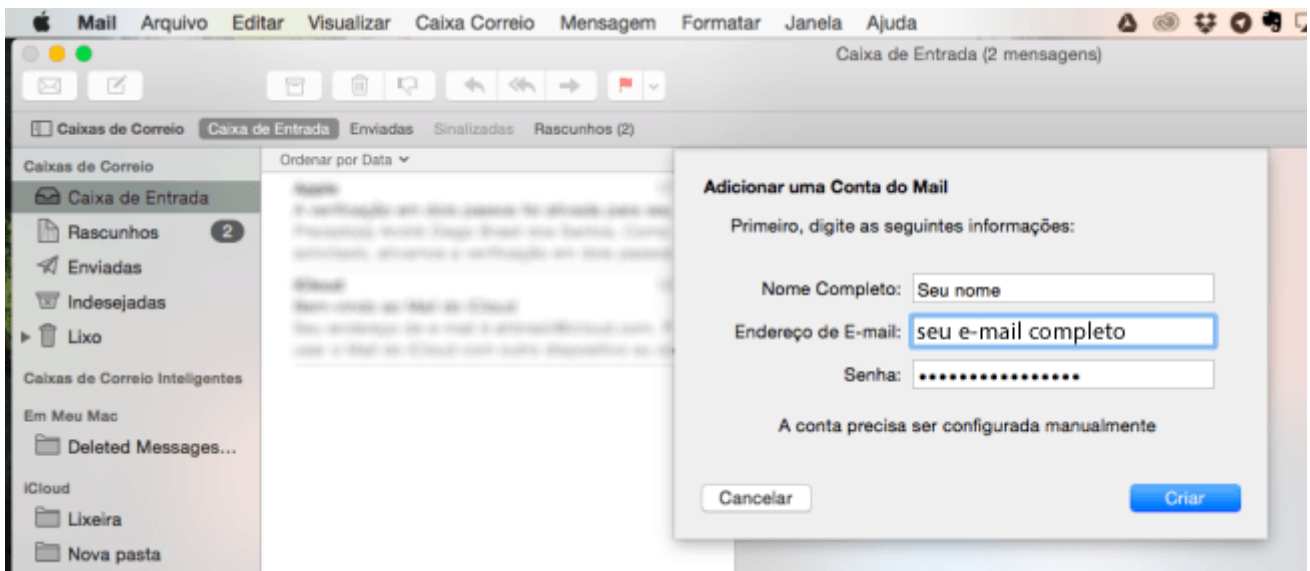 Mail Arquivo Editar Visualizar Caixa Correio Mensagem Formatar Janela Ajuda
Caixa de Entrada (2 mensagens)
Caixas de Correio Caixa de Entrada Enviadas Sinalizadas Rascunhos (2)
Caixas de Correio
Caixa de Entrada
Rascunhos 2
Enviadas
Indesejadas
Lixo
Caixas de Correio Inteligentes
Em Meu Mac
Deleted Messages...
iCloud
Lixeira
Nova pasta
Ordenar por Data
Adicionar uma Conta do Mail
Primeiro, digite as seguintes informações:
Nome Completo: Seu nome
Endereço de E-mail: seu e-mail completo
Senha: ••••••••••••••••
A conta precisa ser configurada manualmente
Cancelar Criar